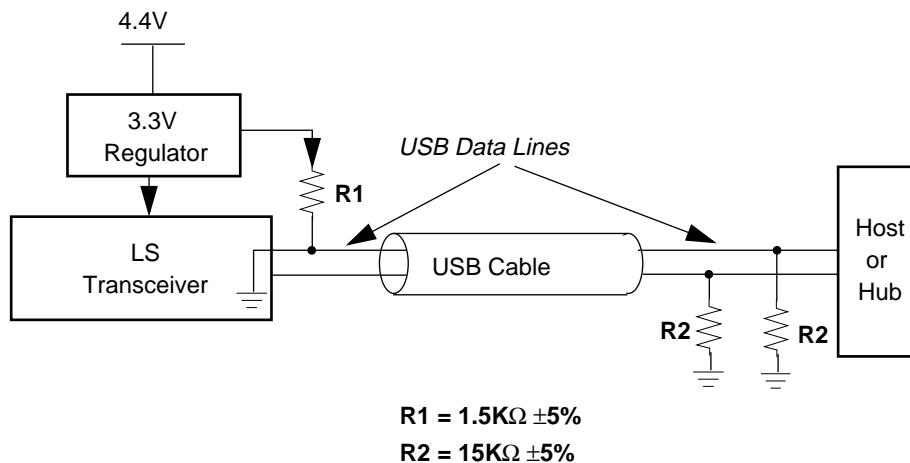 4.4V
3.3V
Regulator
USB Data Lines
R1
LS
Transceiver
USB Cable
Host
or
Hub
R2
R2
R1 = 1.5KΩ ±5%
R2 = 15KΩ ±5%